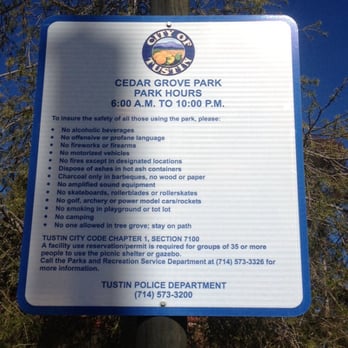 CITY OF
TUSTIN
CEDAR GROVE PARK
PARK HOURS
6:00 A.M. TO 10:00 P.M.
To insure the safety of all those using the park, please:
• No alcoholic beverages
• No offensive or profane language
• No fireworks or firearms
• No motorized vehicles
• No fires except in designated locations
• Dispose of ashes in hot ash containers
• Charcoal only in barbeques, no wood or paper
• No amplified sound equipment
• No skateboards, rollerblades or rollerskates
• No golf, archery or power model cars/rockets
• No smoking in playground or tot lot
• No camping
• No one allowed in tree grove; stay on path
TUSTIN CITY CODE CHAPTER 1, SECTION 7100
A facility use reservation/permit is required for groups of 35 or more
people to use the picnic shelter or gazebo.
Call the Parks and Recreation Service Department at (714) 573-3326 for
more information.
TUSTIN POLICE DEPARTMENT
(714) 573-3200